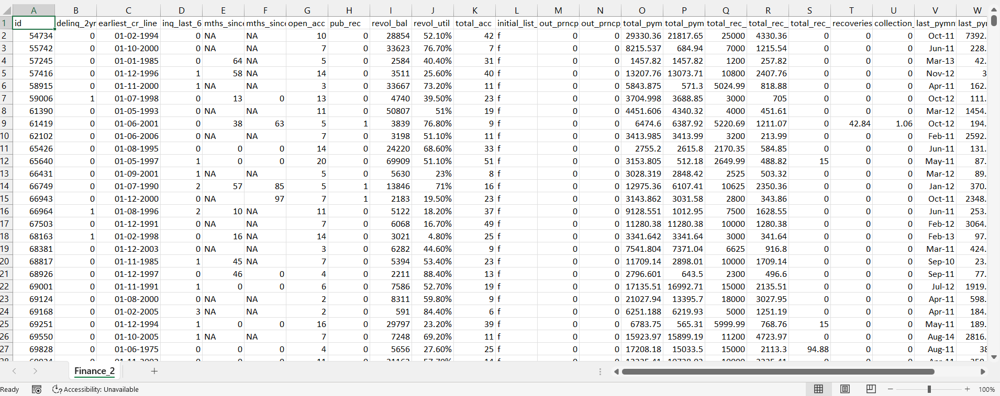 A B C D E F G H I J K L M N O P Q R S T U V W
1 id delinq_2yr earliest_cr_line inq_last_6 mths_since mths_since open_acc pub_rec revol_bal revol_util total_acc initial_list_ out_prncp out_prncp_ total_pym total_pym total_rec_ total_rec_ total_rec_ recoveries collection_ last_pymn last_pyr
2 54734 0 01-02-1994 0 NA NA 10 0 28854 52.10% 42 f 0 0 29330.36 21817.65 25000 4330.36 0 0 0 Oct-11 7392.
3 55742 0 01-10-2000 0 NA NA 7 0 33623 76.70% 7 f 0 0 8215.537 684.94 7000 1215.54 0 0 0 Jun-11 228.
4 57245 0 01-01-1985 0 64 NA 5 0 2584 40.40% 31 f 0 0 1457.82 1457.82 1200 257.82 0 0 0 Mar-13 42.
5 57416 0 01-12-1996 1 58 NA 14 0 3511 25.60% 40 f 0 0 13207.76 13073.71 10800 2407.76 0 0 0 Nov-12 3
6 58915 0 01-11-2000 1 NA NA 3 0 33667 73.20% 11 f 0 0 5843.875 571.3 5024.99 818.88 0 0 0 Apr-11 162.
7 59006 1 01-07-1998 0 13 0 13 0 4740 39.50% 23 f 0 0 3704.998 3688.85 3000 705 0 0 0 Oct-12 111.
8 61390 0 01-05-1993 0 NA NA 11 0 50807 51% 19 f 0 0 4451.606 4340.32 4000 451.61 0 0 0 Mar-12 1454.
9 61419 0 01-06-2001 0 38 63 5 1 3839 76.80% 9 f 0 0 6474.6 6387.92 5220.69 1211.07 0 42.84 1.06 Oct-12 194.
10 62102 0 01-06-2006 0 NA NA 7 0 3198 51.10% 11 f 0 0 3413.985 3413.99 3200 213.99 0 0 0 Feb-11 2592.
11 65426 0 01-08-1995 0 0 0 14 0 24220 68.60% 33 f 0 0 2755.2 2615.8 2170.35 584.85 0 0 0 Jun-11 131.
12 65640 0 01-05-1997 1 0 0 20 0 69909 51.10% 51 f 0 0 3153.805 512.18 2649.99 488.82 15 0 0 May-11 87.
13 66431 0 01-09-2001 1 NA NA 5 0 5630 23% 8 f 0 0 3028.319 2848.42 2525 503.32 0 0 0 Mar-12 89.
14 66749 0 01-07-1990 2 57 85 5 1 13846 71% 16 f 0 0 12975.36 6107.41 10625 2350.36 0 0 0 Jan-12 370.
15 66943 0 01-12-2000 0 NA 97 7 1 2183 19.50% 23 f 0 0 3143.862 3031.58 2800 343.86 0 0 0 Oct-11 2348.
16 66964 1 01-08-1996 2 10 NA 11 0 5122 18.20% 37 f 0 0 9128.551 1012.95 7500 1628.55 0 0 0 Jun-11 253.
17 67503 0 01-12-1991 0 NA NA 7 0 6068 16.70% 49 f 0 0 11280.38 11280.38 10000 1280.38 0 0 0 Feb-12 3064.
18 68163 1 01-02-1998 0 16 NA 14 0 3021 4.80% 25 f 0 0 3341.642 3341.64 3000 341.64 0 0 0 Feb-13 97.
19 68381 0 01-12-2003 0 NA NA 3 0 6282 44.60% 9 f 0 0 7541.804 7371.04 6625 916.8 0 0 0 Mar-11 424.
20 68817 0 01-11-1985 1 45 NA 7 0 5394 53.40% 23 f 0 0 11709.14 2898.01 10000 1709.14 0 0 0 Sep-10 23.
21 68926 0 01-12-1997 0 46 0 4 0 2211 88.40% 13 f 0 0 2796.601 643.5 2300 496.6 0 0 0 Sep-11 77.
22 69001 0 01-11-1991 1 0 0 6 0 7586 52.70% 19 f 0 0 17135.51 16992.71 15000 2135.51 0 0 0 Jul-12 1919.
23 69124 0 01-08-2000 0 NA NA 2 0 8311 59.80% 9 f 0 0 21027.94 13395.7 18000 3027.95 0 0 0 Apr-11 598.
24 69168 0 01-02-2005 3 NA NA 2 0 591 84.40% 6 f 0 0 6251.188 6219.93 5000 1251.19 0 0 0 Apr-11 184.
25 69251 0 01-12-1994 1 0 0 16 0 29797 23.20% 39 f 0 0 6783.75 565.31 5999.99 768.76 15 0 0 May-11 189.
26 69550 0 01-10-2005 1 NA NA 7 0 7248 69.20% 11 f 0 0 15923.97 15899.19 11200 4723.97 0 0 0 Aug-14 2816.
27 69828 0 01-06-1975 0 0 0 4 0 5656 27.60% 25 f 0 0 17208.18 15033.5 15000 2113.3 94.88 0 0 Aug-11 38
Finance_2
Ready Accessibility: Unavailable 100%